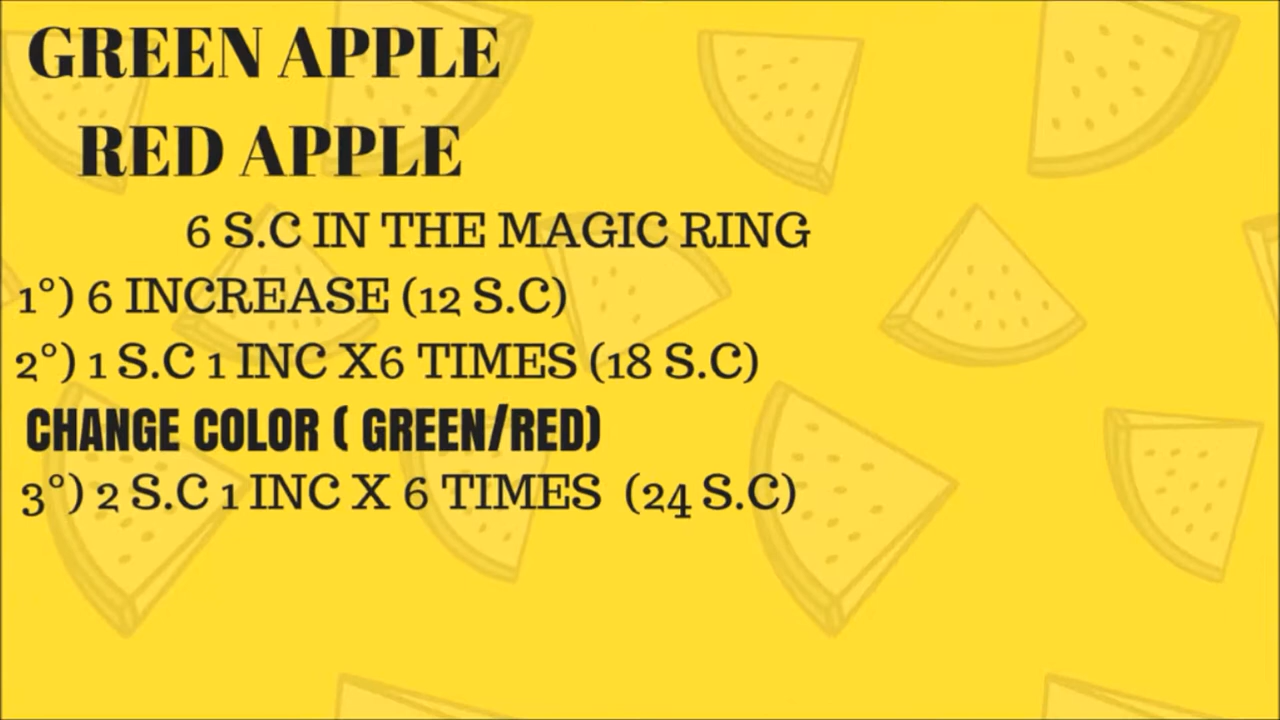 GREEN APPLE
RED APPLE
6 S.C IN THE MAGIC RING
1°) 6 INCREASE (12 S.C)
2°) 1 S.C 1 INC X6 TIMES (18 S.C)
CHANGE COLOR ( GREEN/RED)
3°) 2 S.C 1 INC X 6 TIMES (24 S.C)